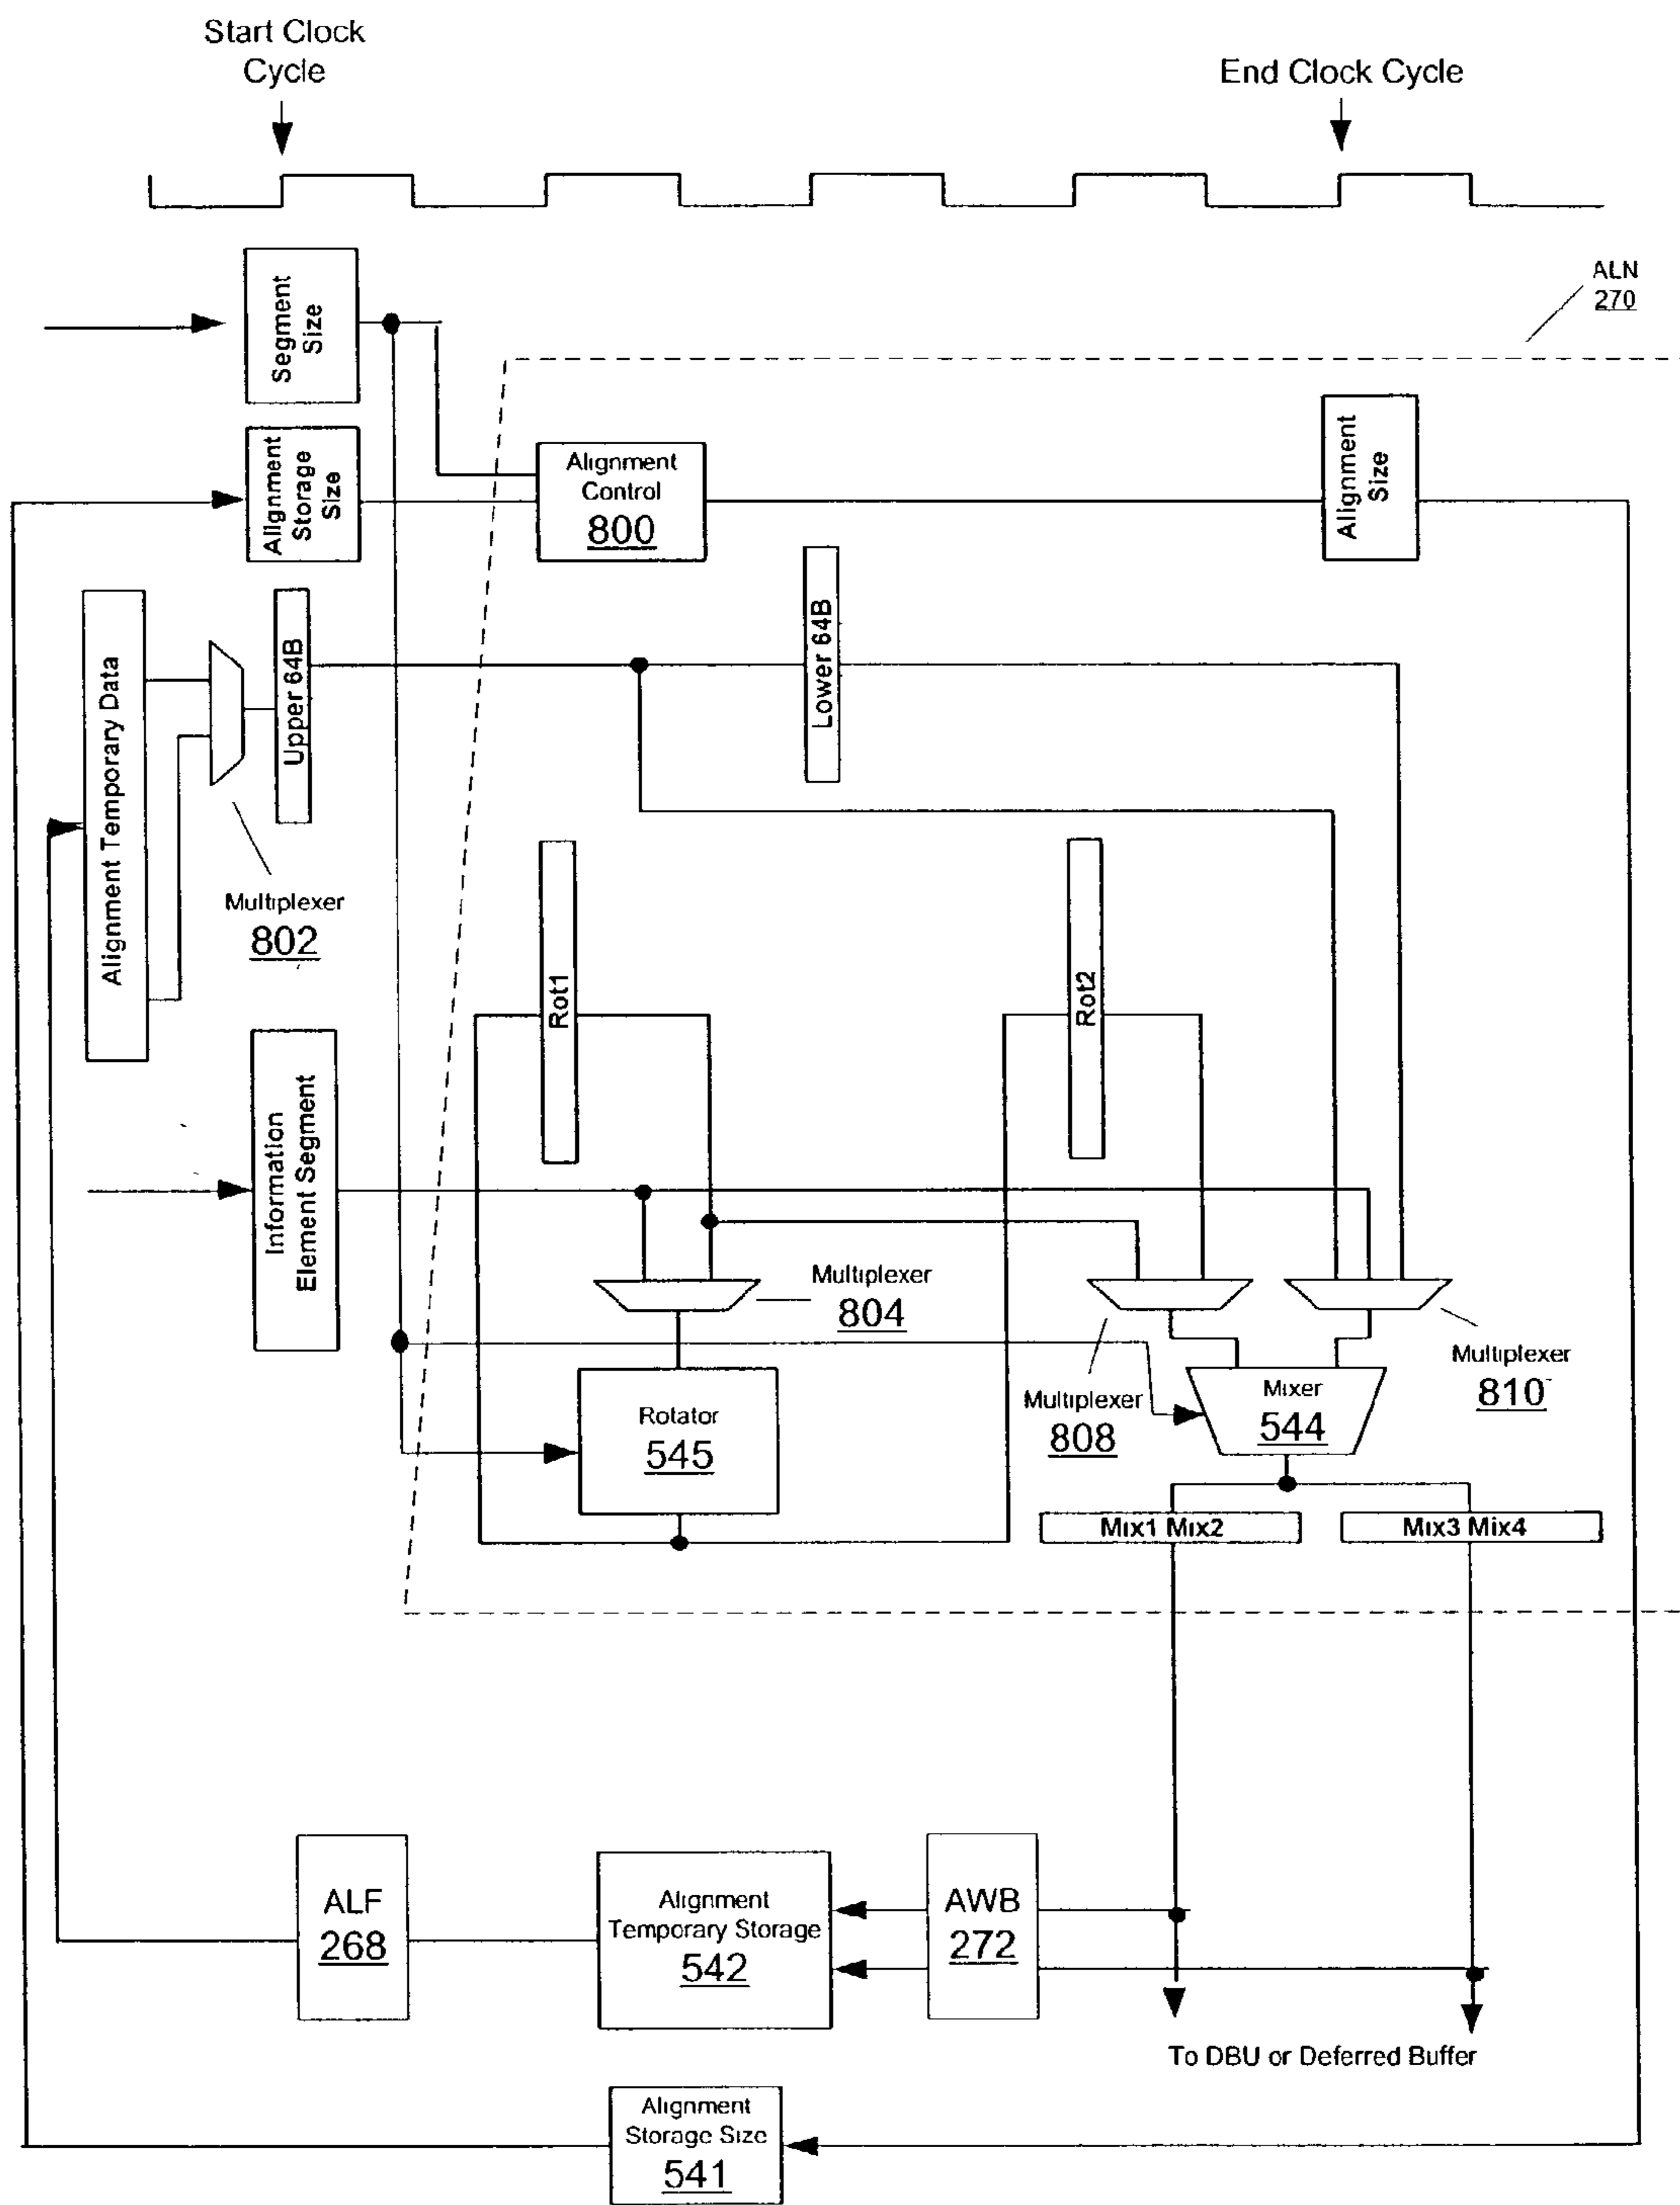 Start Clock
Cycle
End Clock Cycle
ALN
270
Segment
Size
Alignment
Storage
Size
Alignment
Control
800
Alignment
Size
Alignment Temporary Data
Upper 64B
Lower 64B
Multiplexer
802
Rot1
Rot2
Information
Element Segment
Multiplexer
804
Multiplexer
808
Multiplexer
810
Rotator
545
Mixer
544
Mix1 Mix2
Mix3 Mix4
ALF
268
Alignment
Temporary Storage
542
AWB
272
To DBU or Deferred Buffer
Alignment
Storage Size
541